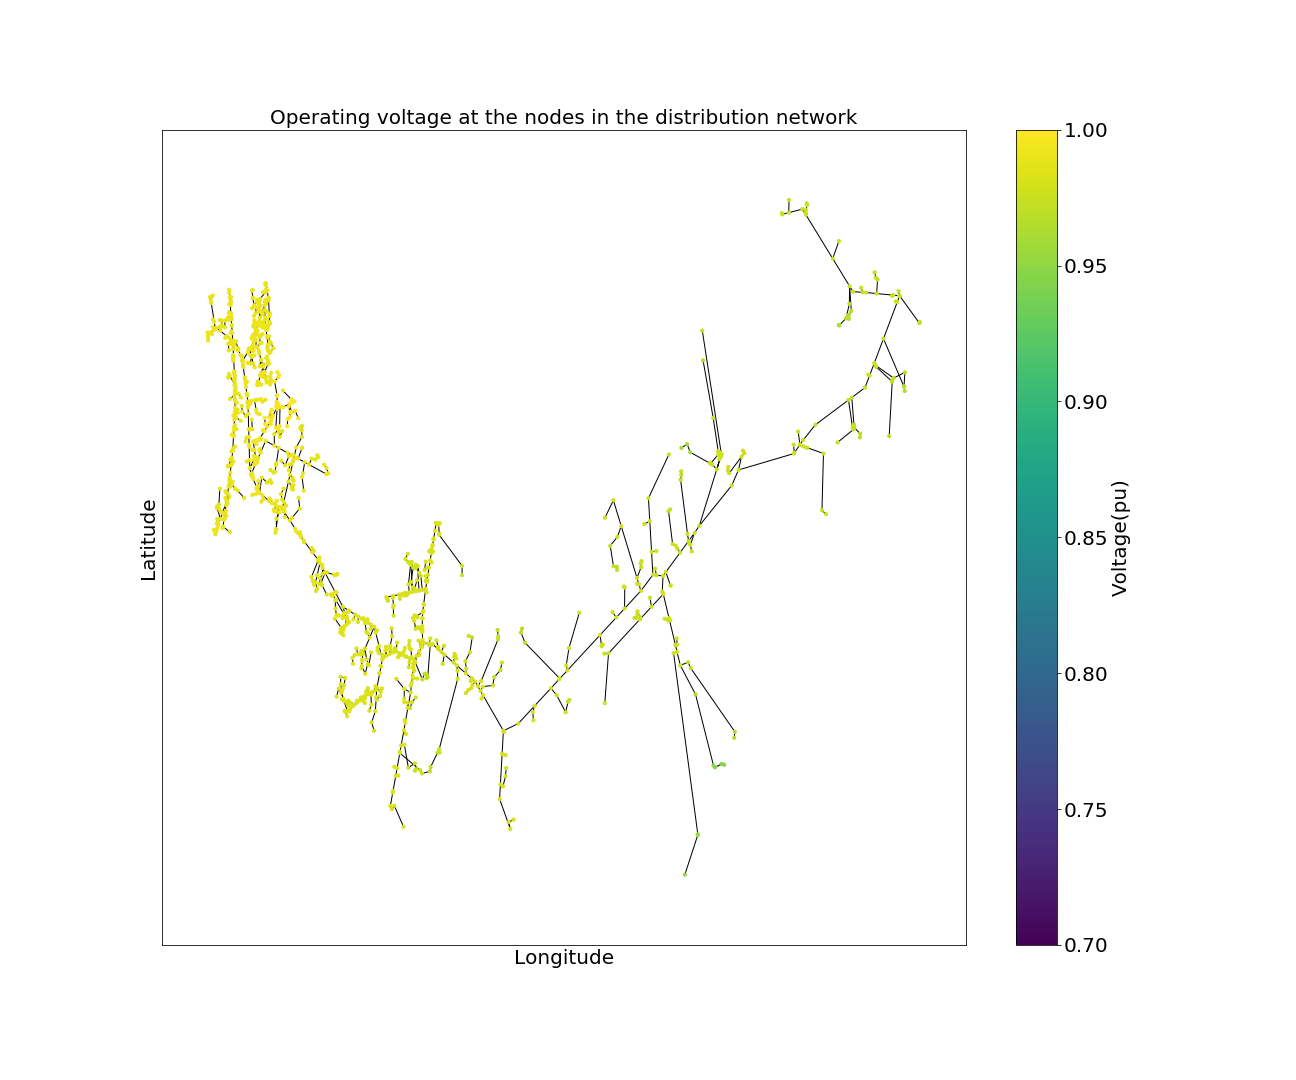 Operating voltage at the nodes in the distribution network
Latitude
Longitude
1.00
0.95
0.90
0.85
0.80
0.75
0.70
Voltage(pu)